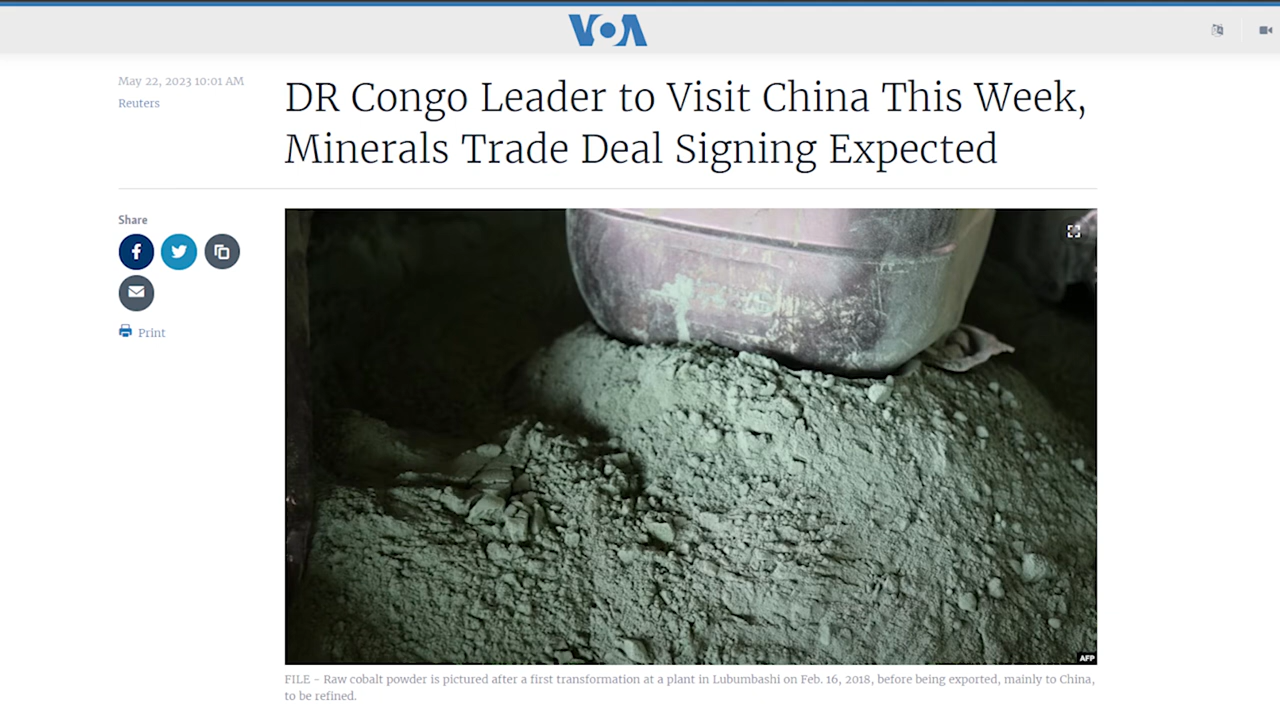 VOA
May 22, 2023 10:01 AM
Reuters
DR Congo Leader to Visit China This Week,
Minerals Trade Deal Signing Expected
Share
Print
AFP
FILE - Raw cobalt powder is pictured after a first transformation at a plant in Lubumbashi on Feb. 16, 2018, before being exported, mainly to China,
to be refined.